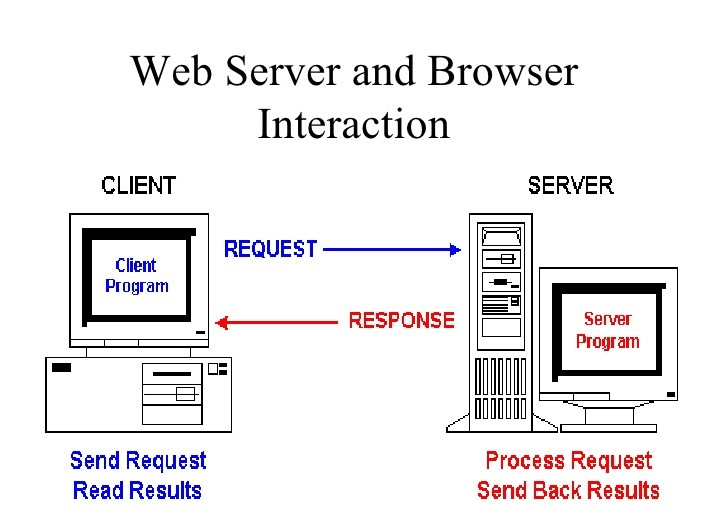 Web Server and Browser
Interaction
CLIENT
SERVER
Client
Program
REQUEST
RESPONSE
Server
Program
Send Request
Read Results
Process Request
Send Back Results